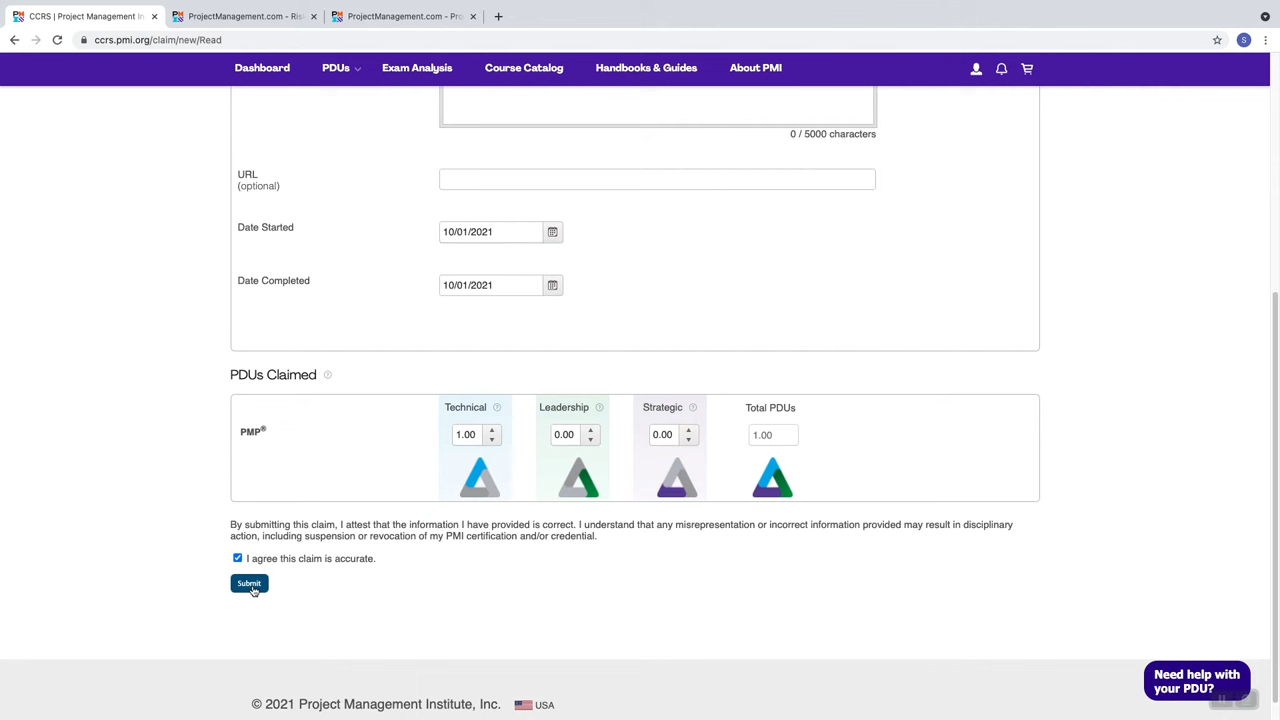 CCRS | Project Management In
ProjectManagement.com - Risk
ProjectManagement.com - Pro
ccrs.pmi.org/claim/new/Read
S
Dashboard
PDUs
Exam Analysis
Course Catalog
Handbooks & Guides
About PMI
0 / 5000 characters
URL
(optional)
Date Started
10/01/2021
Date Completed
10/01/2021
PDUs Claimed ?
Technical ?
Leadership ?
Strategic ?
Total PDUs
PMP®
1.00
0.00
0.00
1.00
By submitting this claim, I attest that the information I have provided is correct. I understand that any misrepresentation or incorrect information provided may result in disciplinary
action, including suspension or revocation of my PMI certification and/or credential.
I agree this claim is accurate.
Submit
Need help with
your PDU?
© 2021 Project Management Institute, Inc.
USA